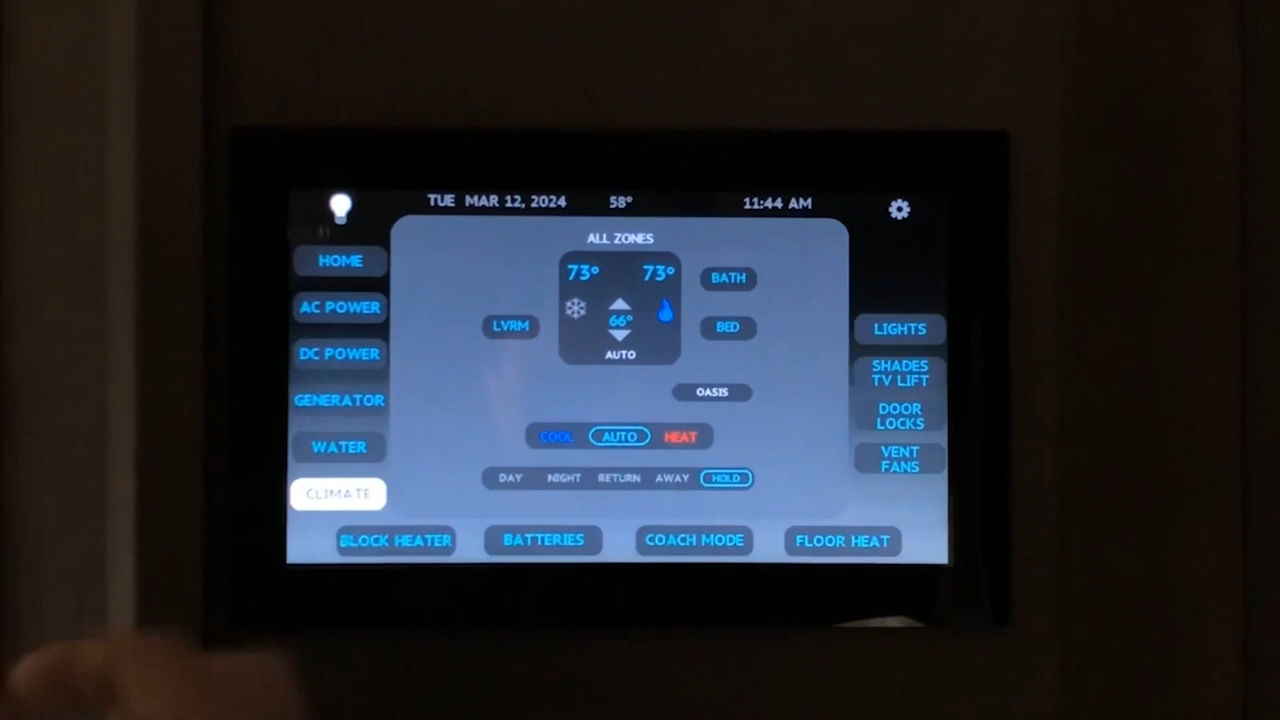 TUE MAR 12, 2024 58° 11:44 AM
ALL ZONES
HOME
AC POWER
DC POWER
GENERATOR
WATER
CLIMATE
73° 73°
66°
AUTO
LVRM
BATH
BED
OASIS
COOL AUTO HEAT
DAY NIGHT RETURN AWAY HOLD
LIGHTS
SHADES
TV LIFT
DOOR
LOCKS
VENT
FANS
BLOCK HEATER BATTERIES COACH MODE FLOOR HEAT